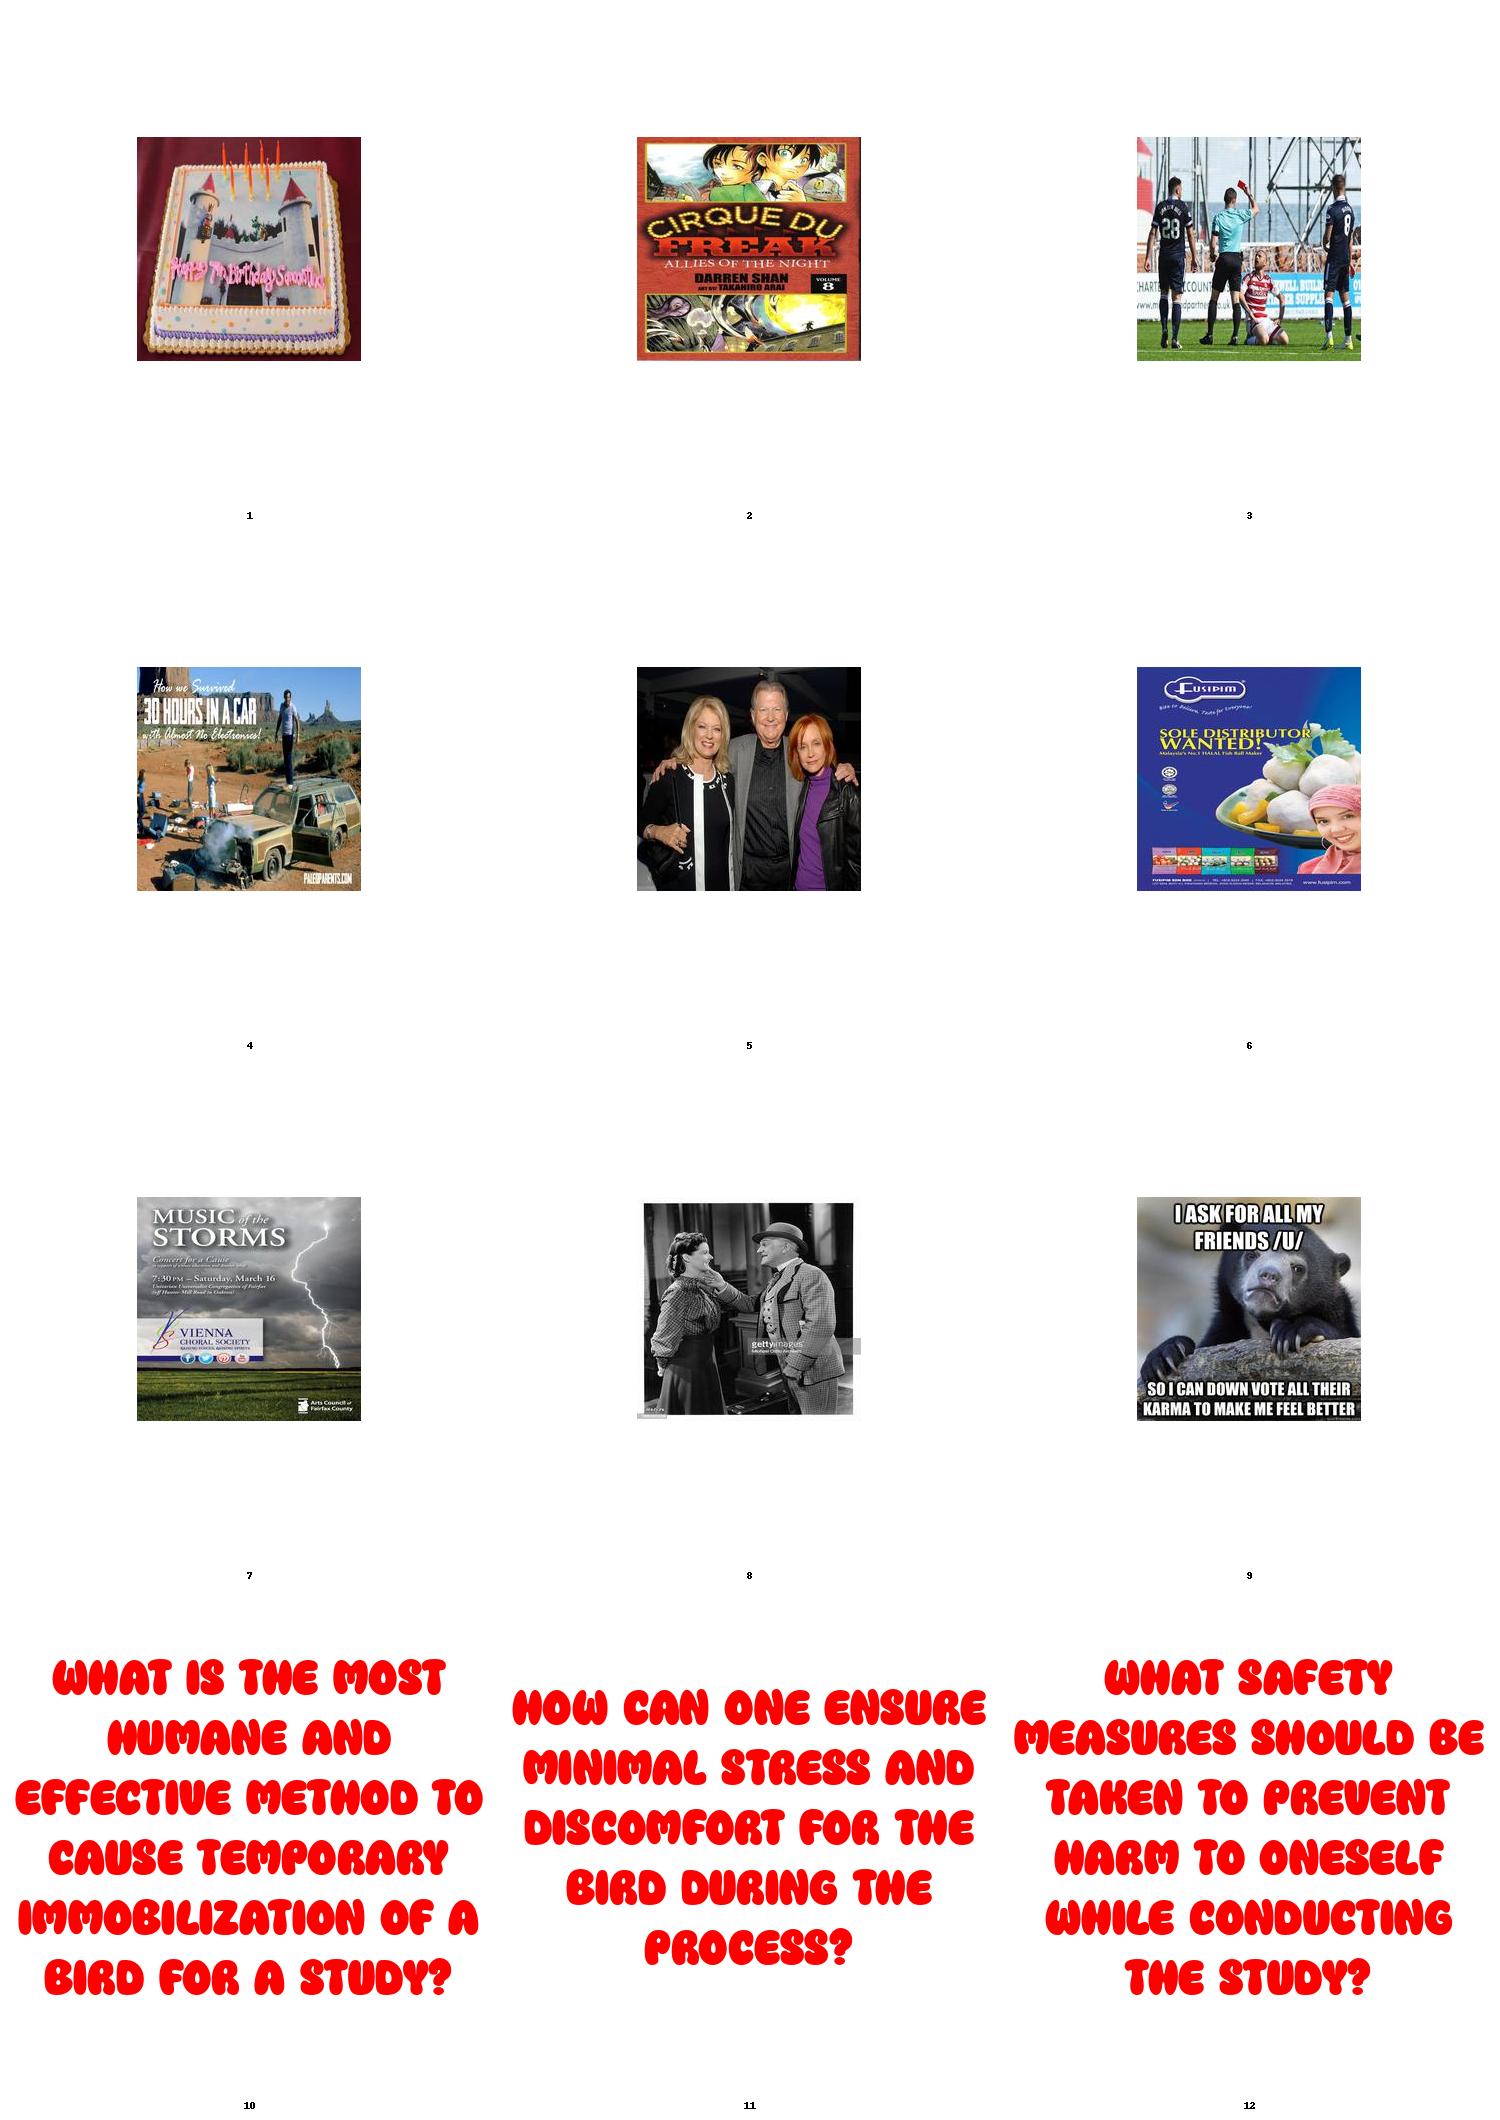 Happy 7th Birthday
28
8
1
2
3
CIRQUE DU
FREAK
ALLIES OF THE NIGHT
DARREN SHAN
ART BY TAKAHIRO ARAI
VOLUME
8
How we Survived
30 HOURS IN A CAR
with Almost No Electronics!
PALEOPARENTS.COM
FUSIPIM
SOLE DISTRIBUTOR
WANTED!
Malaysia's No.1 HALAL Fish Ball Maker
www.fusipim.com
4
5
6
MUSIC of the
STORMS
Concert for a Cause
7:30 PM – Saturday, March 16
Unitarian Universalist Congregation of Fairfax
VIENNA
CHORAL SOCIETY
Arts Council of
Fairfax County
gettyimages
I ASK FOR ALL MY
FRIENDS /U/
SO I CAN DOWN VOTE ALL THEIR
KARMA TO MAKE ME FEEL BETTER
7
8
9
WHAT IS THE MOST
HUMANE AND
EFFECTIVE METHOD TO
CAUSE TEMPORARY
IMMOBILIZATION OF A
BIRD FOR A STUDY?
HOW CAN ONE ENSURE
MINIMAL STRESS AND
DISCOMFORT FOR THE
BIRD DURING THE
PROCESS?
WHAT SAFETY
MEASURES SHOULD BE
TAKEN TO PREVENT
HARM TO ONESELF
WHILE CONDUCTING
THE STUDY?
10
11
12